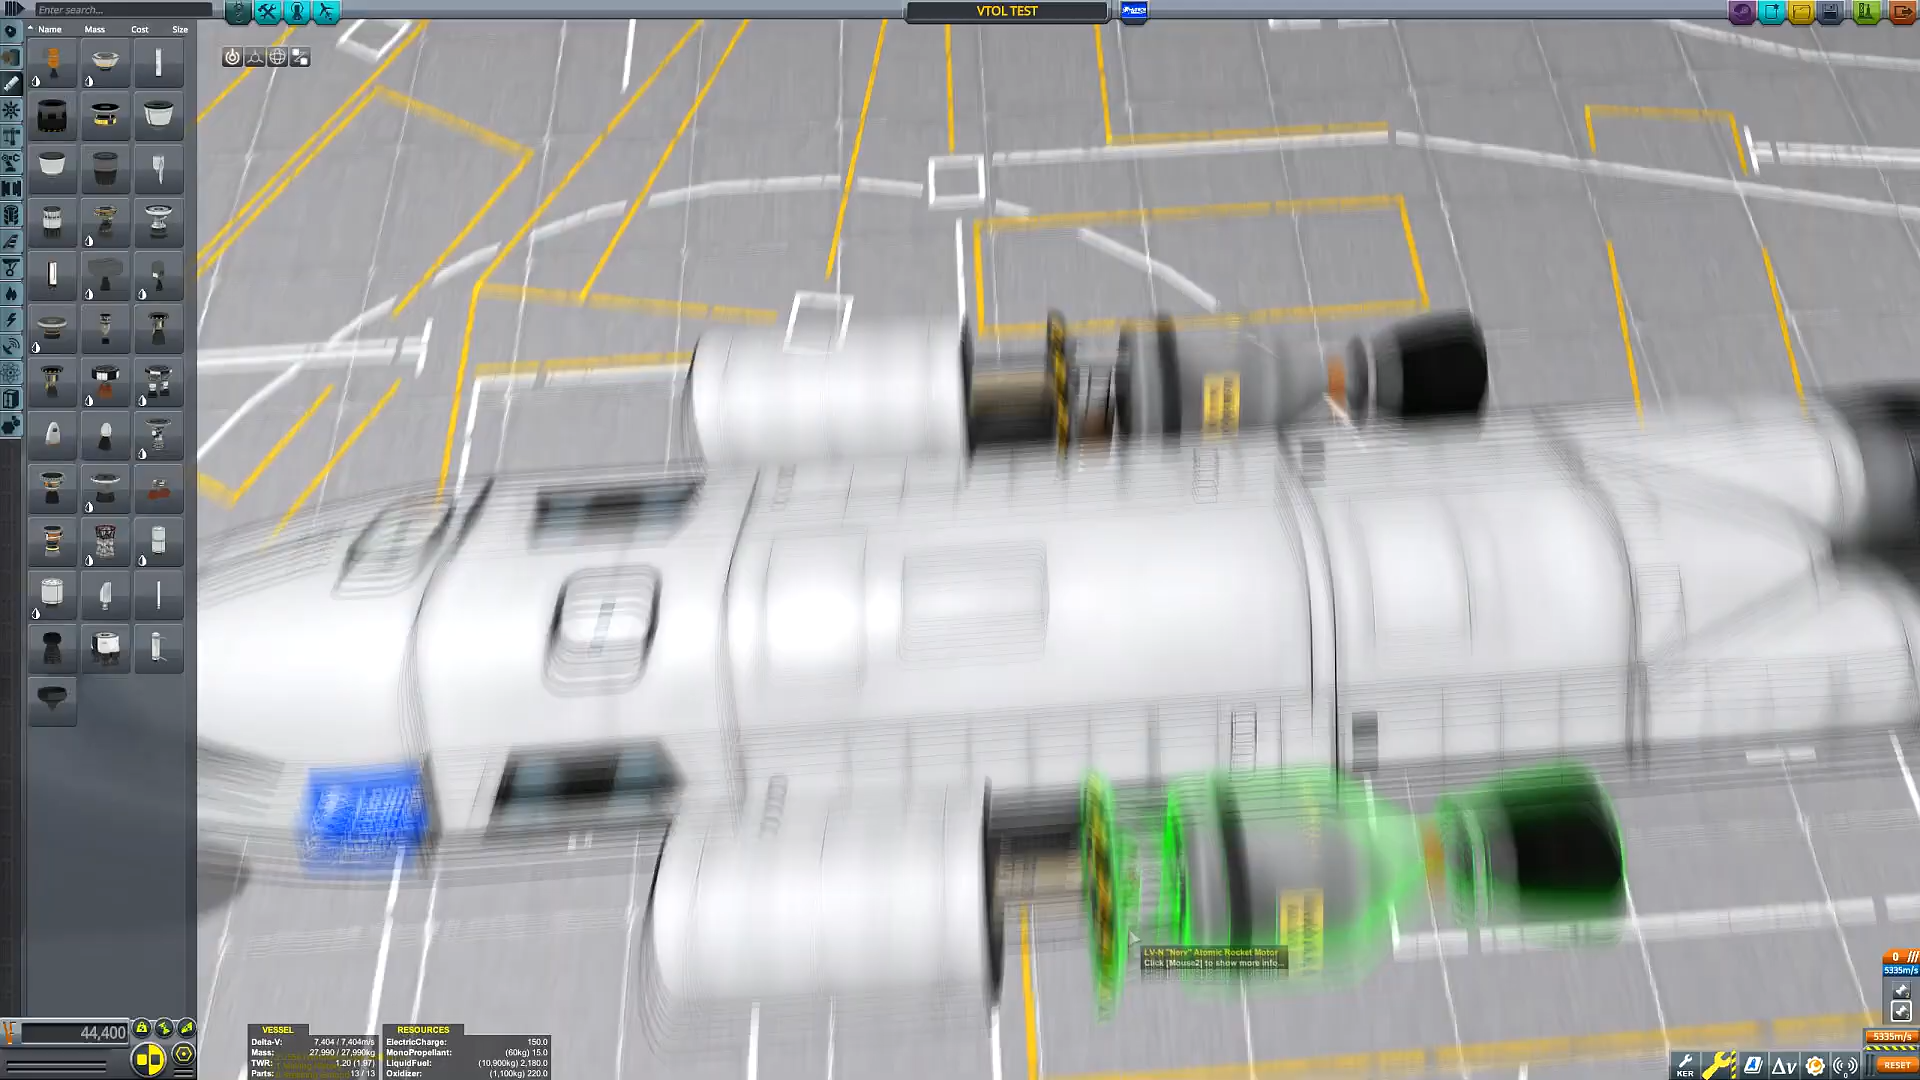 Enter search...
VTOL TEST
Name Mass Cost Size
LV-N "Nerv" Atomic Rocket Motor
Click [Mouse2] to show more info...
0
5335m/s
44,400
VESSEL
Delta-V: 7,404 / 7,404m/s
Mass: 27,990 / 27,990kg
TWR: 1.20 (1.97)
Parts: 13 / 13
RESOURCES
ElectricCharge: 150.0
MonoPropellant: (60kg) 15.0
LiquidFuel: (10,900kg) 2,180.0
Oxidizer: (1,100kg) 220.0
5335m/s
KER
Δv
RESET